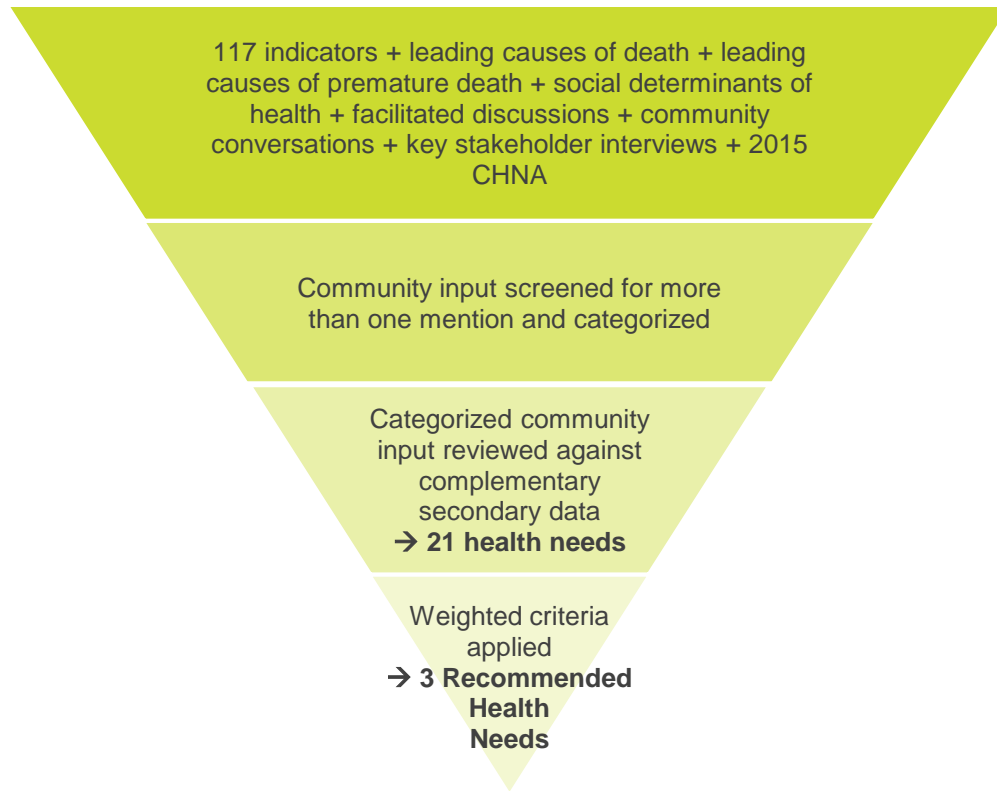 117 indicators + leading causes of death + leading
causes of premature death + social determinants of
health + facilitated discussions + community
conversations + key stakeholder interviews + 2015
CHNA
Community input screened for more
than one mention and categorized
Categorized community
input reviewed against
complementary
secondary data
→ 21 health needs
Weighted criteria
applied
→ 3 Recommended
Health
Needs